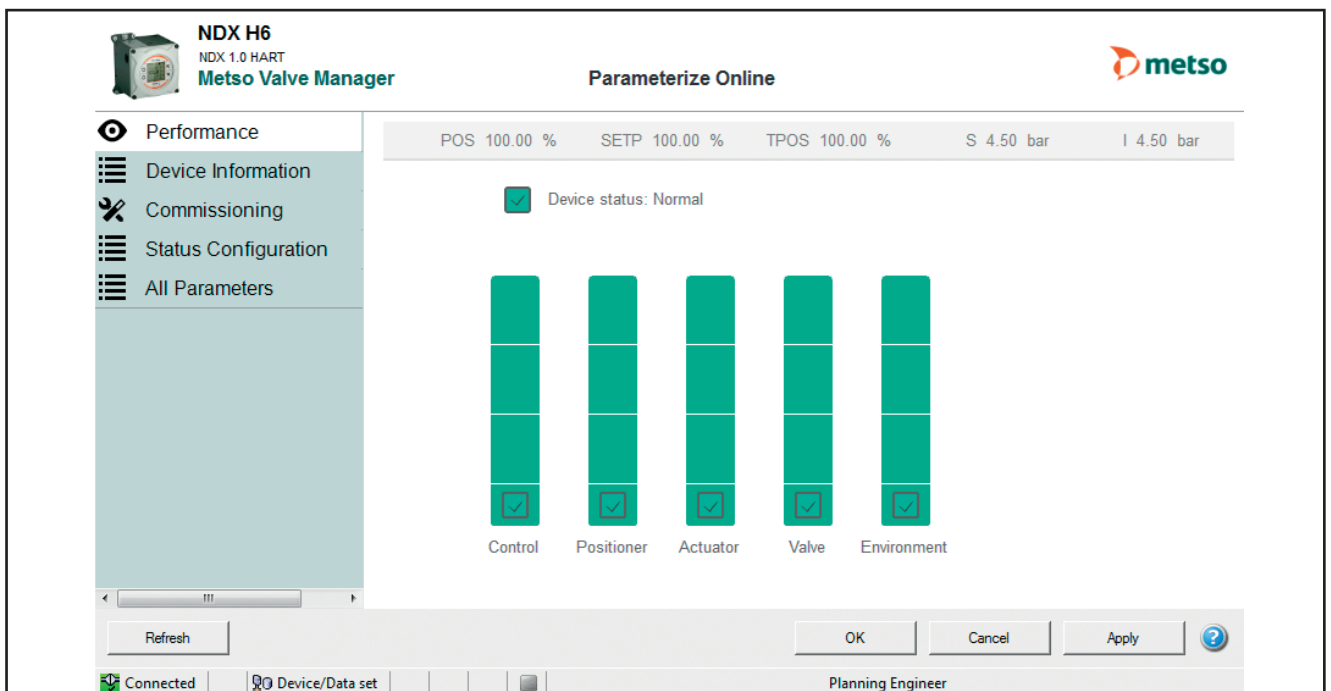 NDX H6
NDX 1.0 HART
Metso Valve Manager
Parameterize Online
metso
Performance
Device Information
Commissioning
Status Configuration
All Parameters
POS 100.00 % SETP 100.00 % TPOS 100.00 % S 4.50 bar I 4.50 bar
Device status: Normal
Control Positioner Actuator Valve Environment
Refresh OK Cancel Apply ?
Connected Device/Data set Planning Engineer